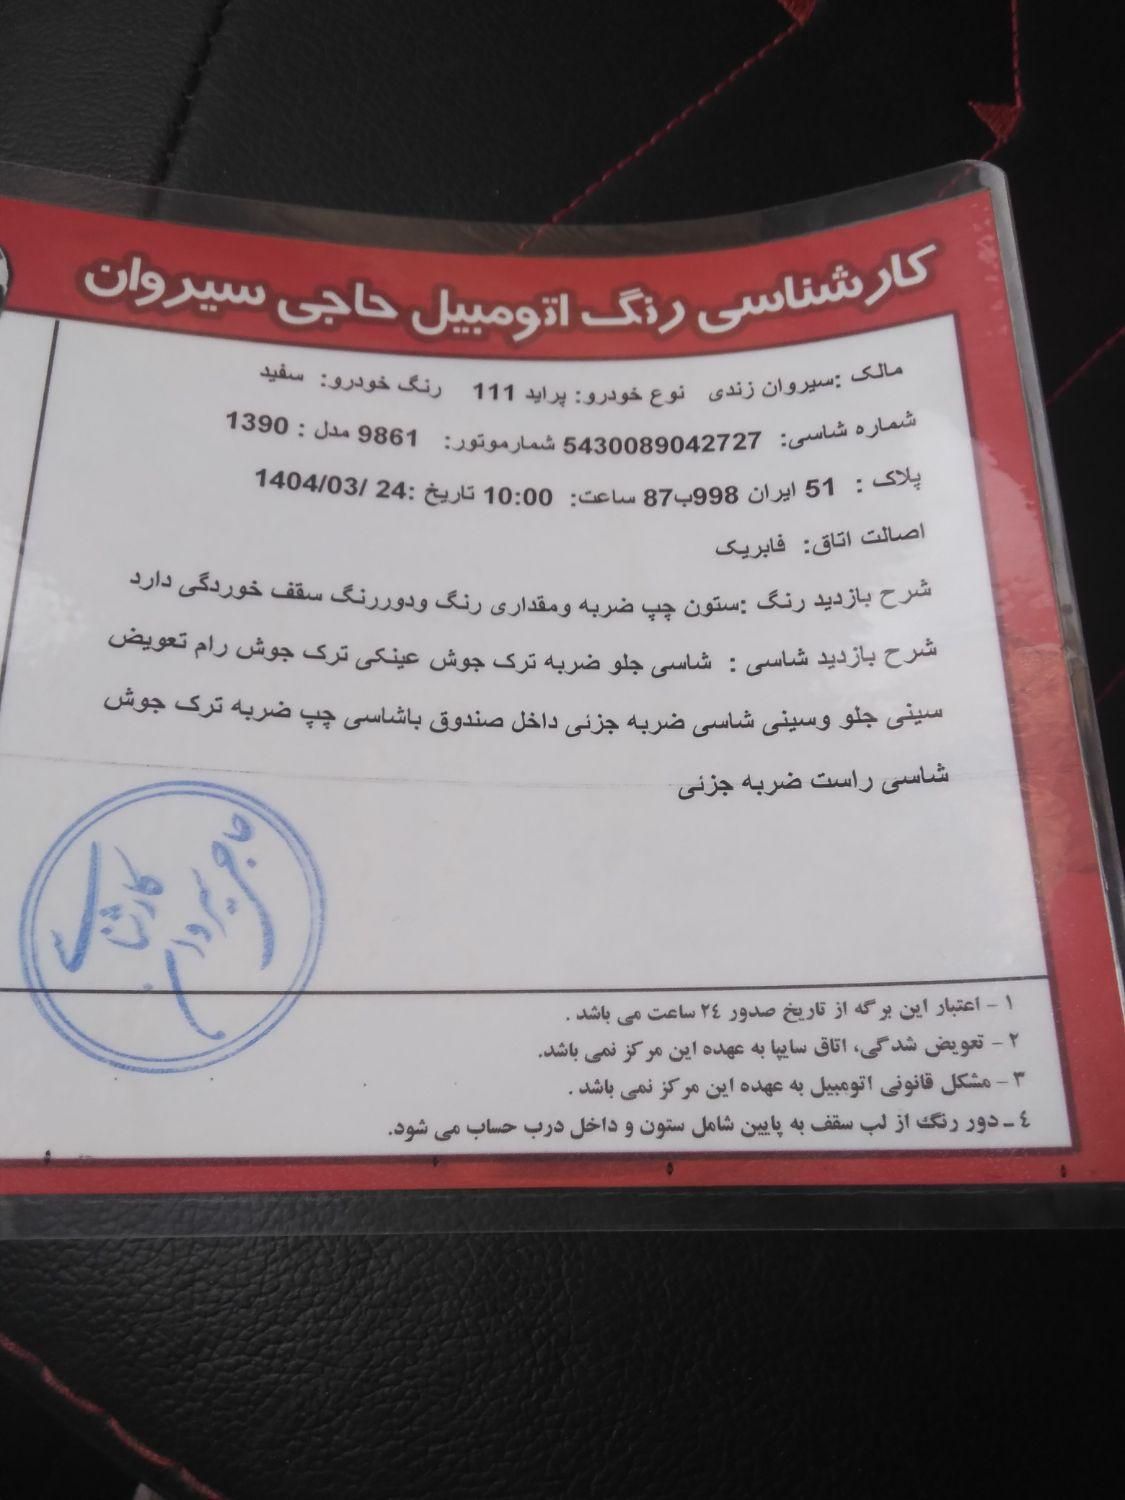 کارشناسی رنگ اتومبیل حاجی سیروان
مالک :سیروان زندی نوع خودرو: پراید 111 رنگ خودرو: سفید
شماره شاسی: 5430089042727 شمارموتور: 9861 مدل : 1390
پلاک : 51 ایران 998ب87 ساعت: 10:00 تاریخ :24 /1404/03
اصالت اتاق: فابریک
شرح بازدید رنگ :ستون چپ ضربه ومقداری رنگ ودوررنگ سقف خوردگی دارد
شرح بازدید شاسی : شاسی جلو ضربه ترک جوش عینکی ترک جوش رام تعویض
سینی جلو وسینی شاسی ضربه جزئی داخل صندوق باشاسی چپ ضربه ترک جوش
شاسی راست ضربه جزئی
حاجی سیروان
کارشناسی
۱ - اعتبار این برگه از تاریخ صدور ۲۴ ساعت می باشد .
۲ - تعویض شدگی، اتاق سایپا به عهده این مرکز نمی باشد.
۳ - مشکل قانونی اتومبیل به عهده این مرکز نمی باشد .
٤ - دور رنگ از لب سقف به پایین شامل ستون و داخل درب حساب می شود.